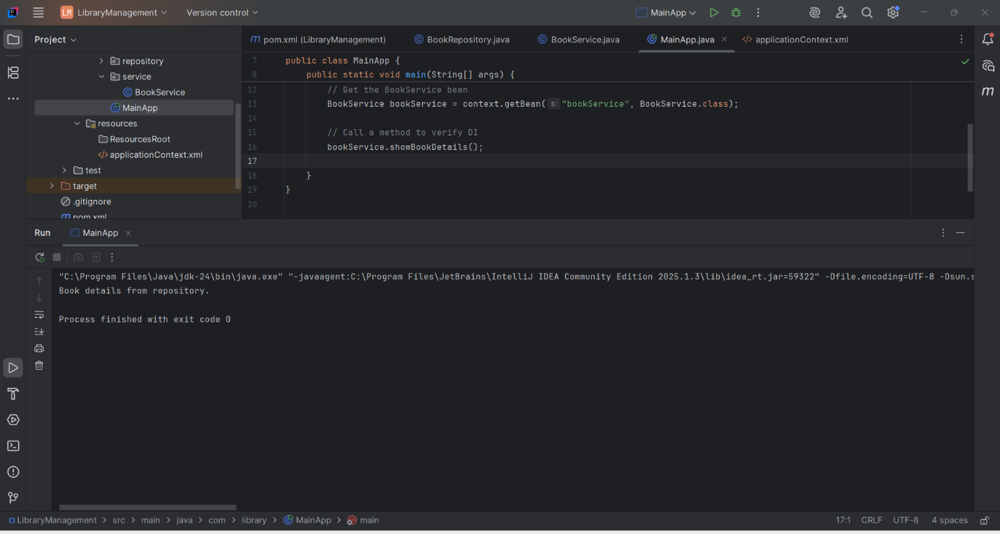 LM LibraryManagement Version control MainApp
Project
pom.xml (LibraryManagement) BookRepository.java BookService.java MainApp.java applicationContext.xml
repository
service
BookService
MainApp
resources
ResourcesRoot
applicationContext.xml
test
target
.gitignore
pom.xml
7 public class MainApp {
8 public static void main(String[] args) {
12 // Get the BookService bean
13 BookService bookService = context.getBean( s: "bookService", BookService.class);
14
15 // Call a method to verify DI
16 bookService.showBookDetails();
17
18 }
19 }
20
Run MainApp
"C:\Program Files\Java\jdk-24\bin\java.exe" "-javaagent:C:\Program Files\JetBrains\IntelliJ IDEA Community Edition 2025.1.3\lib\idea_rt.jar=59322" -Dfile.encoding=UTF-8 -Dsun.s
Book details from repository.
Process finished with exit code 0
LibraryManagement > src > main > java > com > library > MainApp > main 17:1 CRLF UTF-8 4 spaces